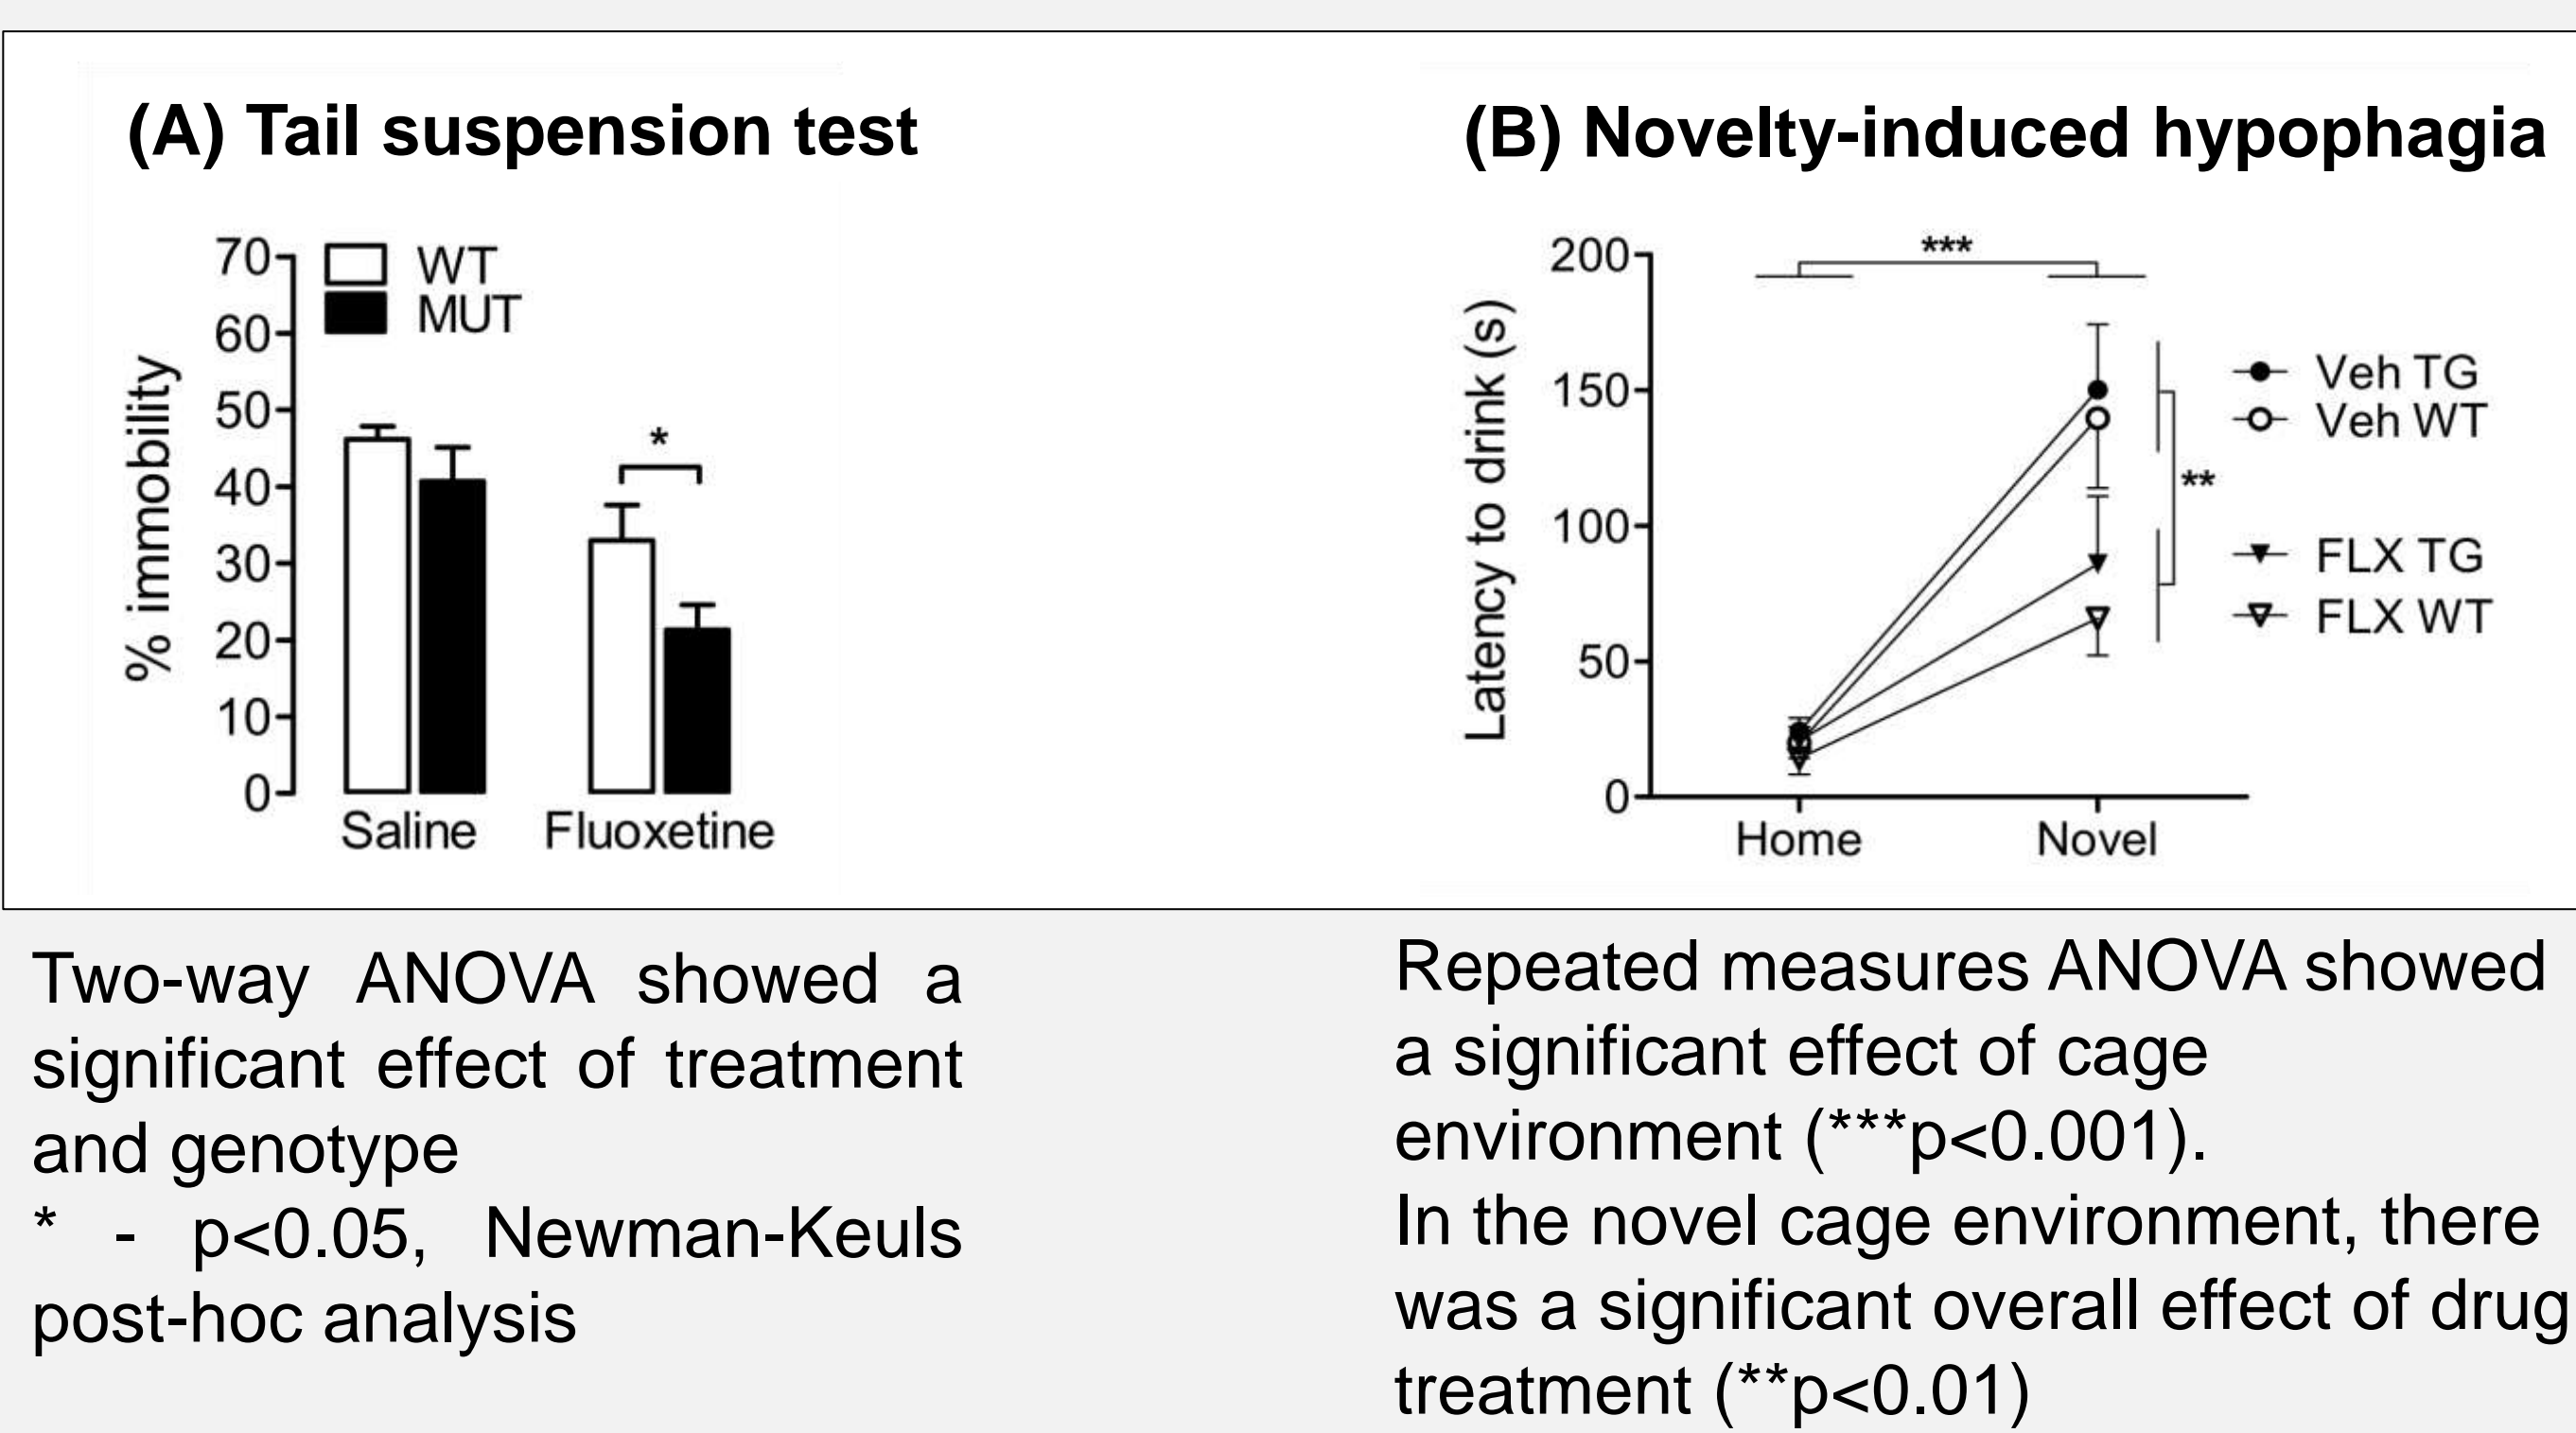 (A) Tail suspension test
70
60
50
40
30
20
10
0
% immobility
WT
MUT
*
Saline
Fluoxetine
Two-way ANOVA showed a
significant effect of treatment
and genotype
* - p<0.05, Newman-Keuls
post-hoc analysis
(B) Novelty-induced hypophagia
200
150
100
50
0
Latency to drink (s)
***
**
Veh TG
Veh WT
FLX TG
FLX WT
Home
Novel
Repeated measures ANOVA showed
a significant effect of cage
environment (***p<0.001).
In the novel cage environment, there
was a significant overall effect of drug
treatment (**p<0.01)